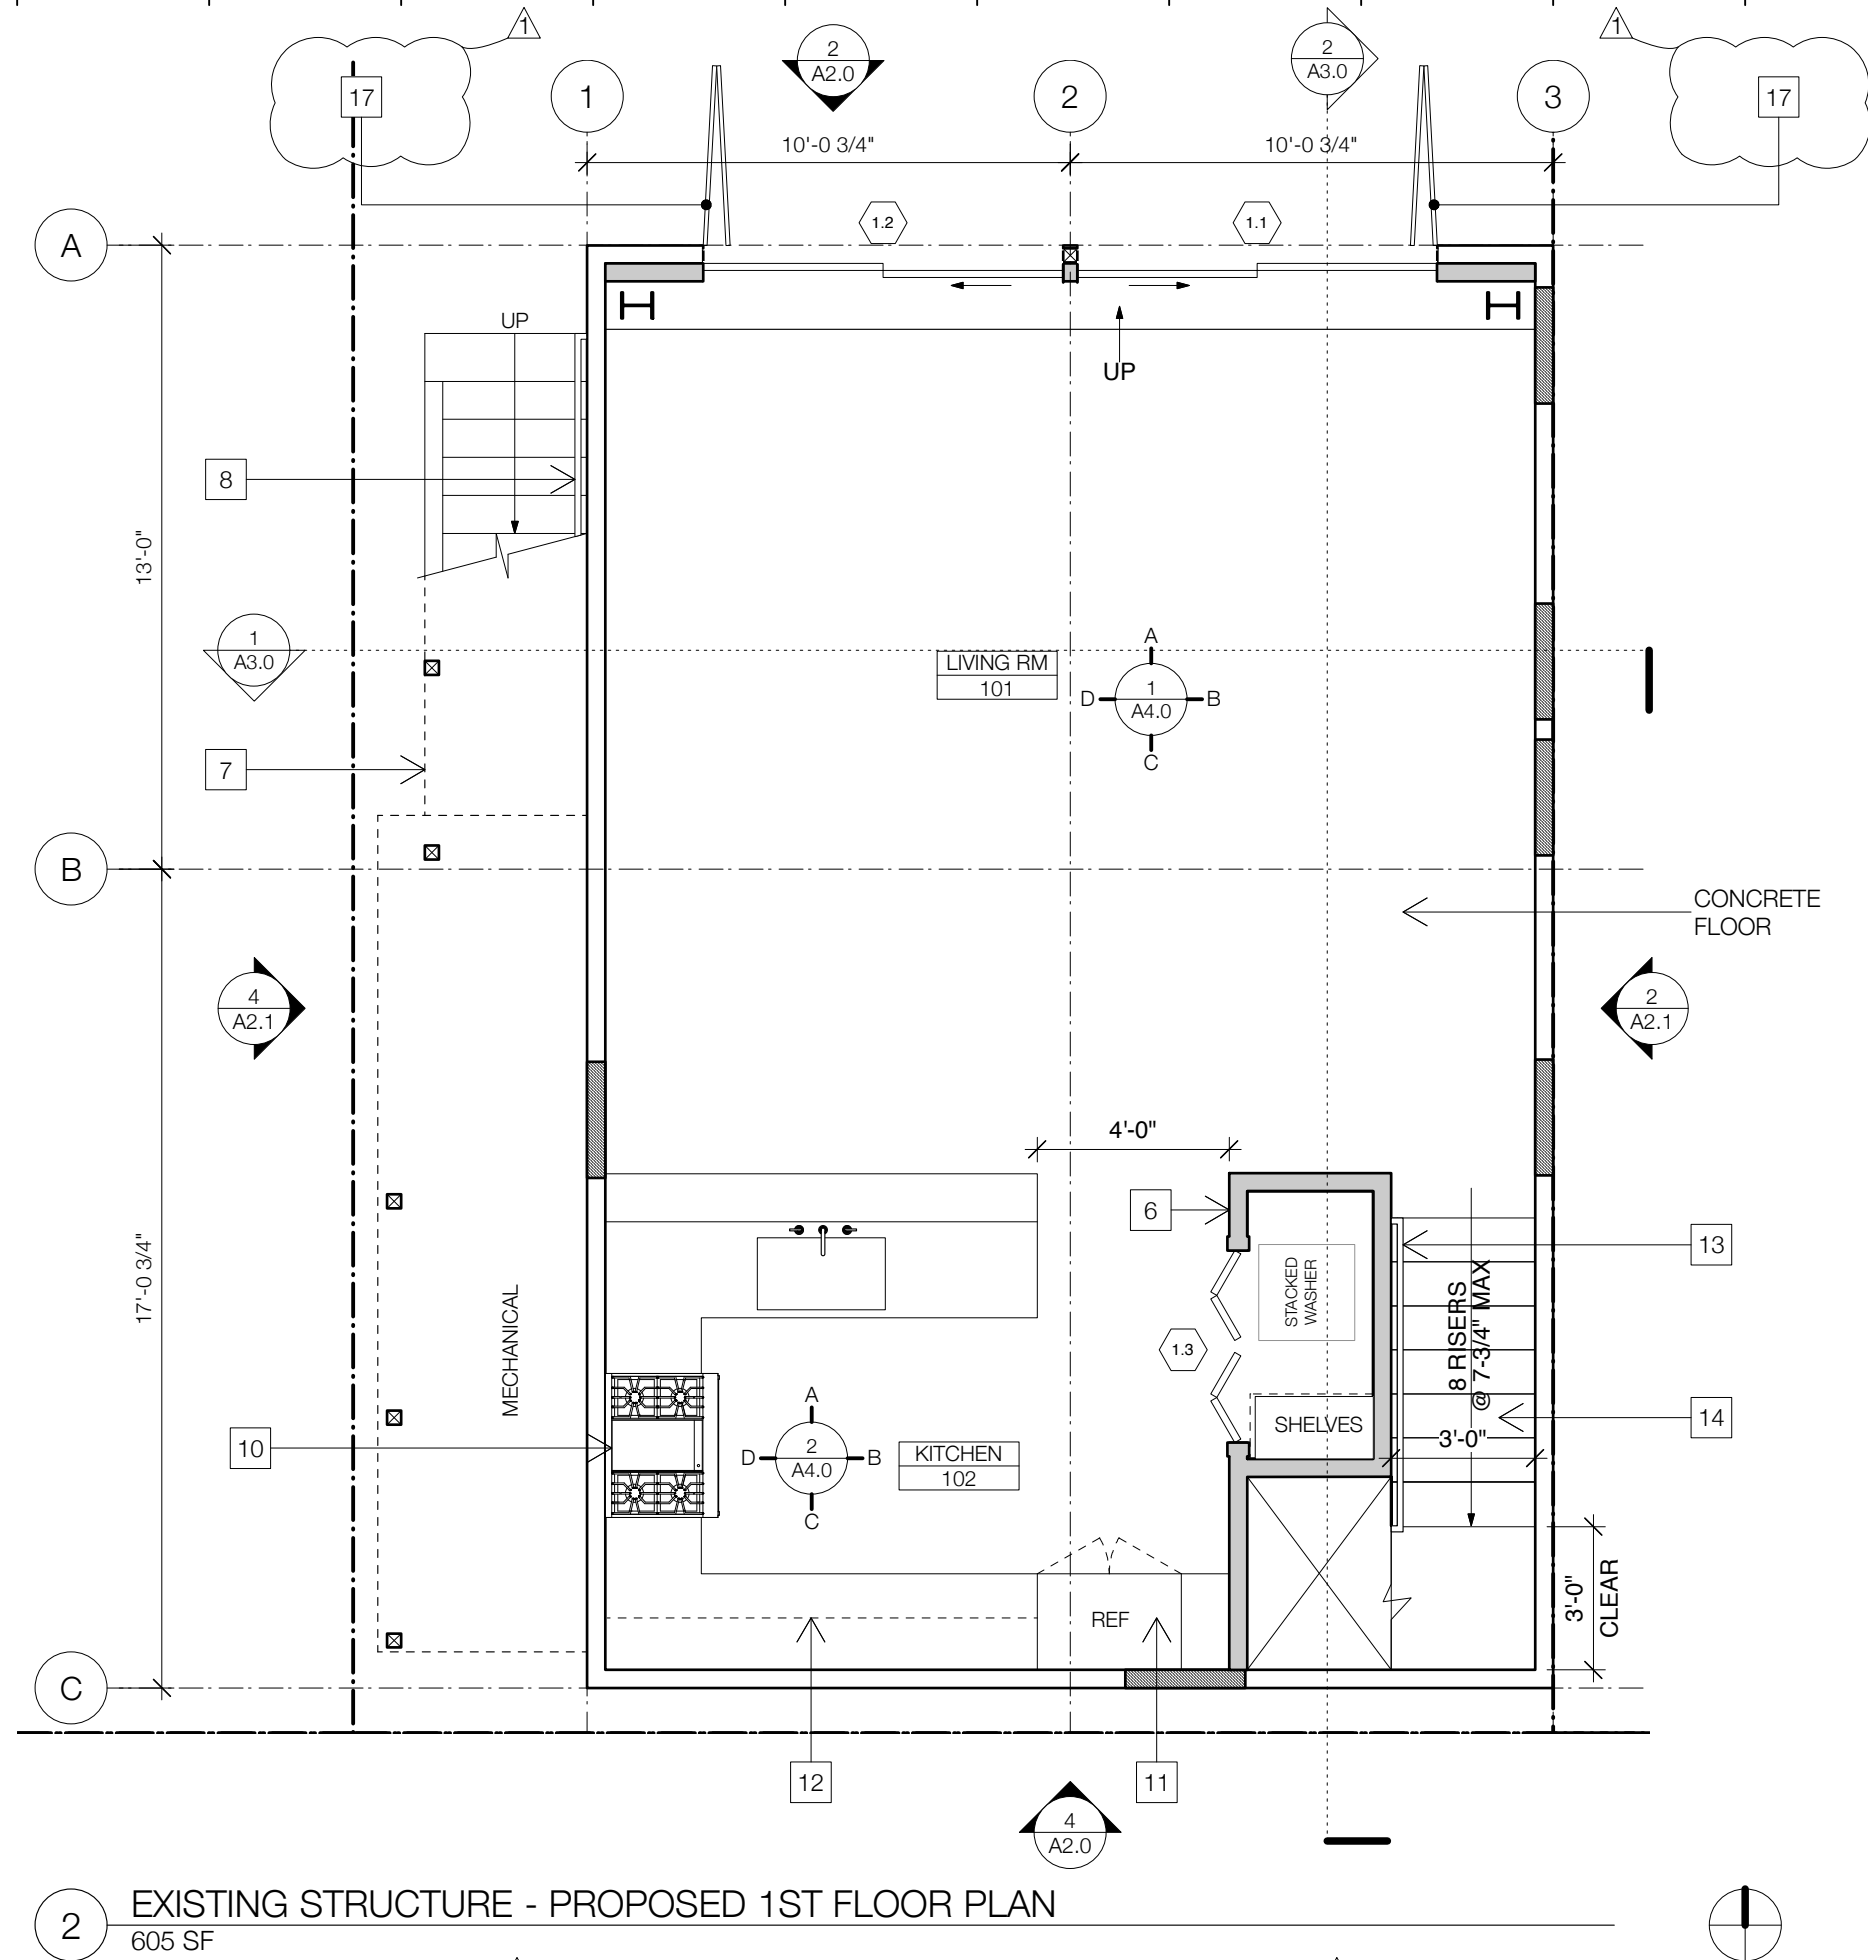 1
1
17
2
A2.0
2
A3.0
17
1
2
3
10'-0 3/4"
10'-0 3/4"
A
1.2
1.1
UP
UP
8
13'-0"
1
A3.0
LIVING RM
101
A
D
1
A4.0
B
C
7
B
CONCRETE
FLOOR
4
A2.1
2
A2.1
4'-0"
6
13
STACKED
WASHER
8 RISERS
@ 7-3/4" MAX
17'-0 3/4"
MECHANICAL
1.3
A
D
2
A4.0
B
C
KITCHEN
102
SHELVES
3'-0"
14
10
REF
3'-0"
CLEAR
C
12
11
4
A2.0
2
EXISTING STRUCTURE - PROPOSED 1ST FLOOR PLAN
605 SF